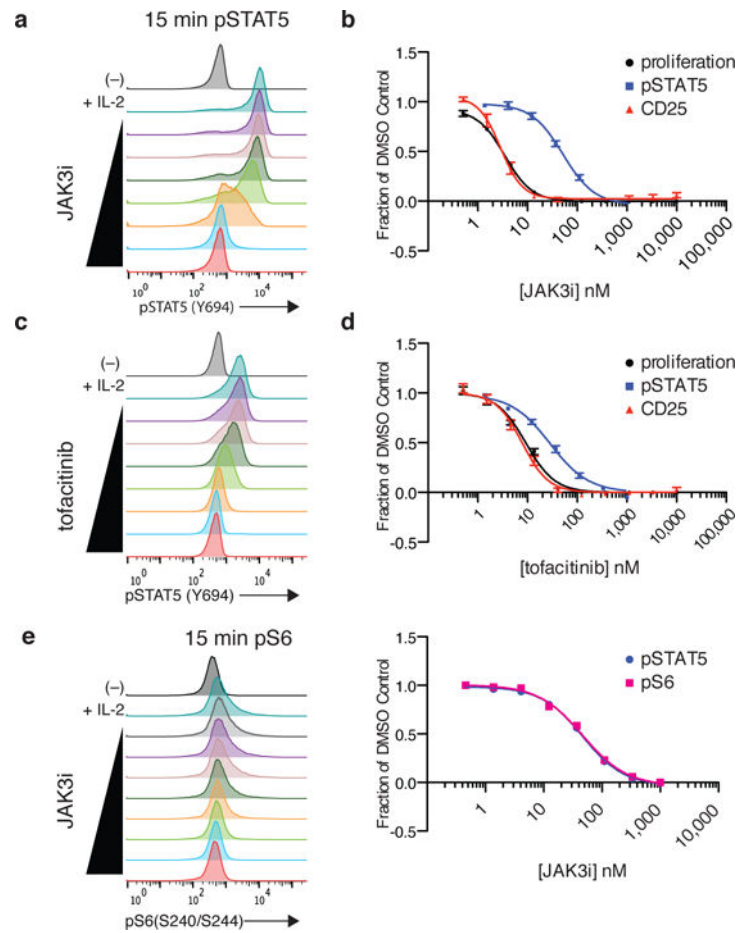 a
15 min pSTAT5
(–)
+ IL-2
JAK3i
10⁰ 10² 10⁴
pSTAT5 (Y694)
b
1.5
1.0
0.5
0.0
-0.5
Fraction of DMSO Control
proliferation
pSTAT5
CD25
1 10 100 1,000 10,000 100,000
[JAK3i] nM
c
(–)
+ IL-2
tofacitinib
10⁰ 10² 10⁴
pSTAT5 (Y694)
d
1.5
1.0
0.5
0.0
-0.5
Fraction of DMSO Control
proliferation
pSTAT5
CD25
1 10 100 1,000 10,000 100,000
[tofacitinib] nM
e
15 min pS6
(–)
+ IL-2
JAK3i
10⁰ 10² 10⁴
pS6(S240/S244)
1.5
1.0
0.5
0.0
-0.5
Fraction of DMSO Control
pSTAT5
pS6
1 10 100 1,000 10,000
[JAK3i] nM